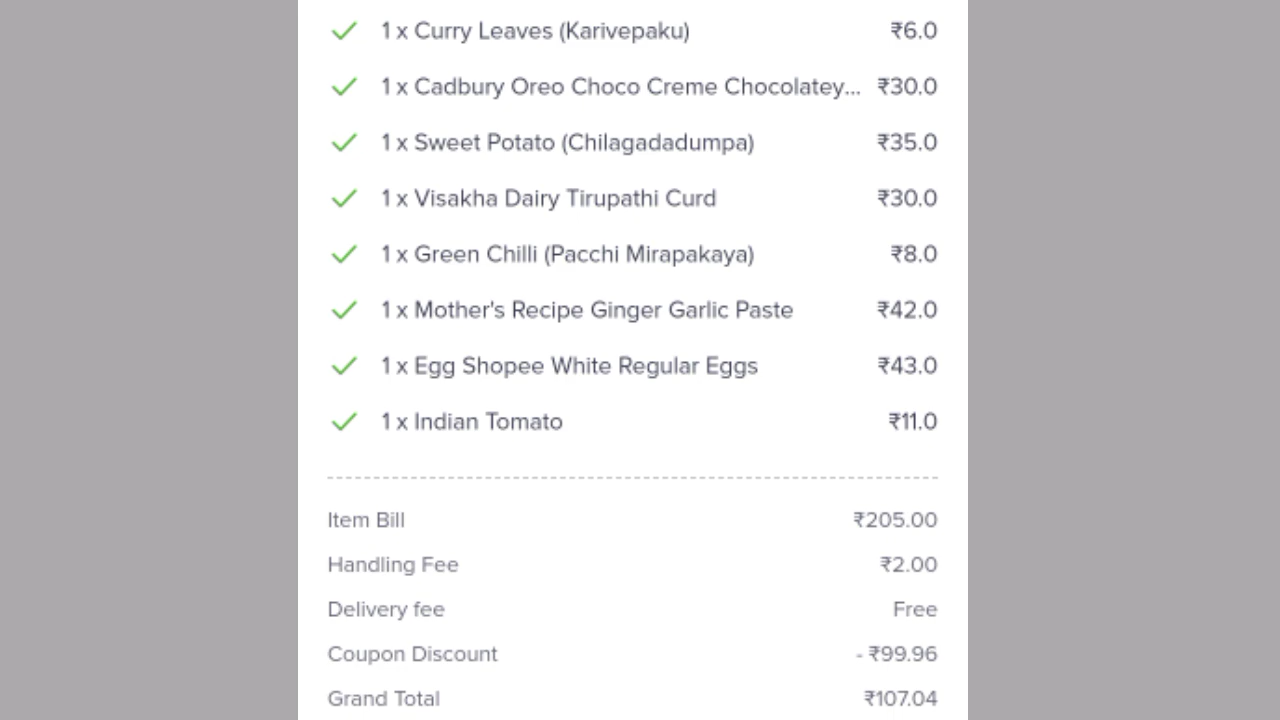 1 x Curry Leaves (Karivepaku) ₹6.0
1 x Cadbury Oreo Choco Creme Chocolatey... ₹30.0
1 x Sweet Potato (Chilagadadumpa) ₹35.0
1 x Visakha Dairy Tirupathi Curd ₹30.0
1 x Green Chilli (Pacchi Mirapakaya) ₹8.0
1 x Mother's Recipe Ginger Garlic Paste ₹42.0
1 x Egg Shopee White Regular Eggs ₹43.0
1 x Indian Tomato ₹11.0
Item Bill ₹205.00
Handling Fee ₹2.00
Delivery fee Free
Coupon Discount - ₹99.96
Grand Total ₹107.04